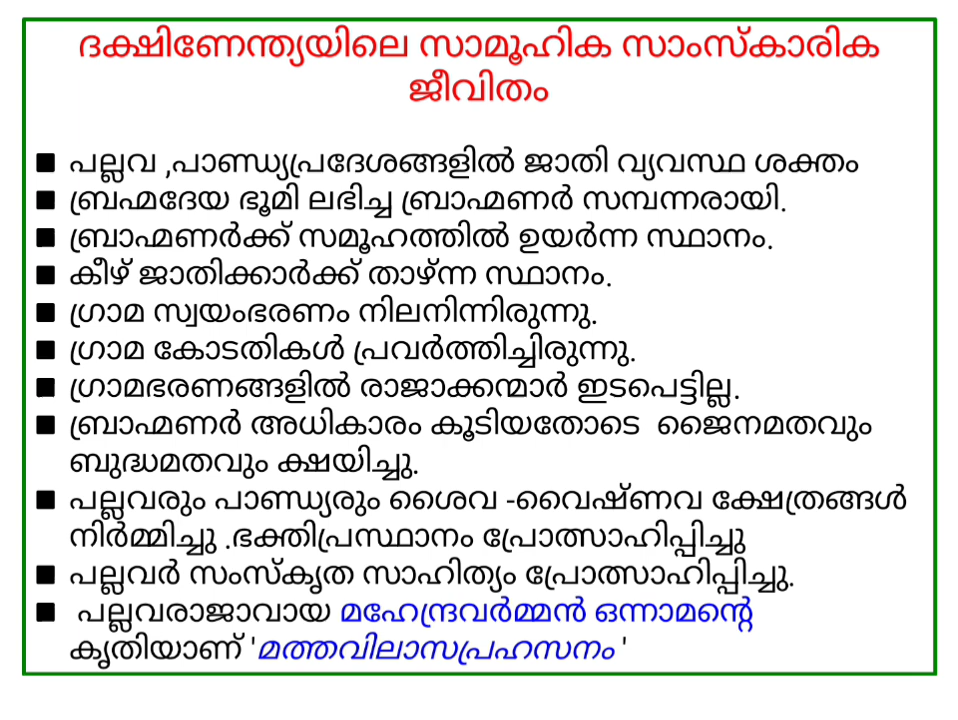 ദക്ഷിണേന്ത്യയിലെ സാമൂഹിക സാംസ്കാരിക
ജീവിതം
■ പല്ലവ ,പാണ്ഡ്യപ്രദേശങ്ങളിൽ ജാതി വ്യവസ്ഥ ശക്തം
■ ബ്രഹ്മദേയ ഭൂമി ലഭിച്ച ബ്രാഹ്മണർ സമ്പന്നരായി.
■ ബ്രാഹ്മണർക്ക് സമൂഹത്തിൽ ഉയർന്ന സ്ഥാനം.
■ കീഴ് ജാതിക്കാർക്ക് താഴ്ന്ന സ്ഥാനം.
■ ഗ്രാമ സ്വയംഭരണം നിലനിന്നിരുന്നു.
■ ഗ്രാമ കോടതികൾ പ്രവർത്തിച്ചിരുന്നു.
■ ഗ്രാമഭരണങ്ങളിൽ രാജാക്കന്മാർ ഇടപെട്ടില്ല.
■ ബ്രാഹ്മണർ അധികാരം കൂടിയതോടെ ജൈനമതവും
ബുദ്ധമതവും ക്ഷയിച്ചു.
■ പല്ലവരും പാണ്ഡ്യരും ശൈവ -വൈഷ്ണവ ക്ഷേത്രങ്ങൾ
നിർമ്മിച്ചു .ഭക്തിപ്രസ്ഥാനം പ്രോത്സാഹിപ്പിച്ചു
■ പല്ലവർ സംസ്കൃത സാഹിത്യം പ്രോത്സാഹിപ്പിച്ചു.
■ പല്ലവരാജാവായ മഹേന്ദ്രവർമ്മൻ ഒന്നാമന്റെ
കൃതിയാണ് 'മത്തവിലാസപ്രഹസനം '